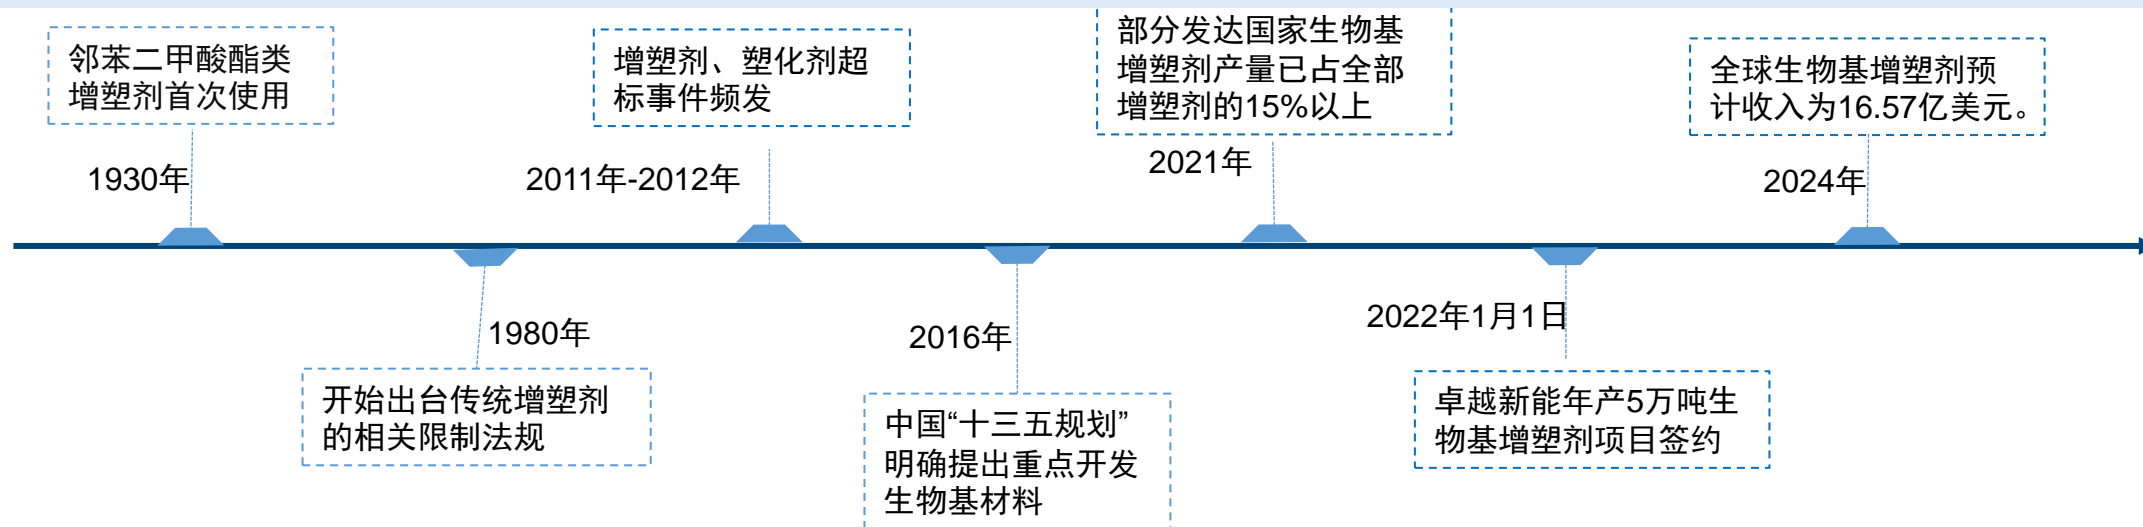 邻苯二甲酸酯类
增塑剂首次使用
1930年
开始出台传统增塑剂
的相关限制法规
1980年
增塑剂、塑化剂超
标事件频发
2011年-2012年
2016年
中国“十三五规划”
明确提出重点开发
生物基材料
部分发达国家生物基
增塑剂产量已占全部
增塑剂的15%以上
2021年
2022年1月1日
卓越新能年产5万吨生
物基增塑剂项目签约
全球生物基增塑剂预
计收入为16.57亿美元。
2024年